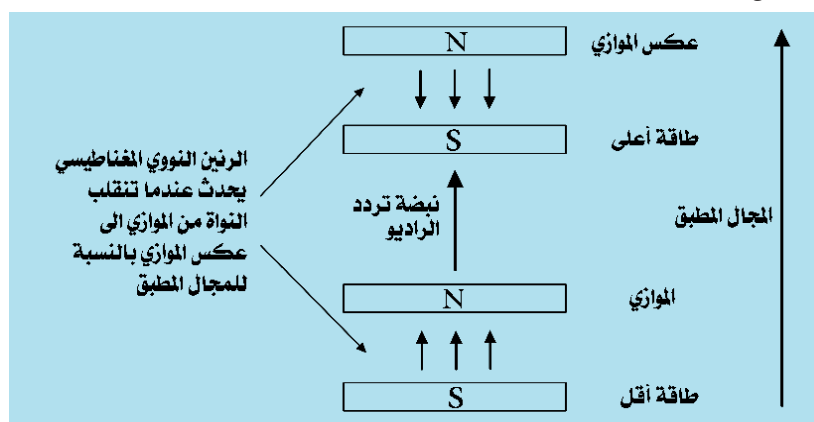 عكس الموازي
N
طاقة أعلى
S
الرنين النووي المغناطيسي
يحدث عندما تنقلب
النواة من الموازي الى
عكس الموازي بالنسبة
للمجال المطبق
نبضة تردد
الراديو
المجال المطبق
الموازي
N
طاقة أقل
S